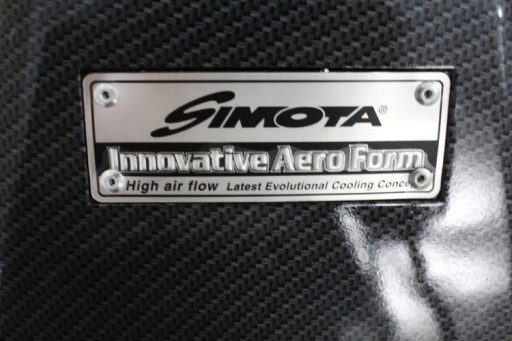 SIMOTA®
Innovative Aero Form
High air flow Latest Evolutional Cooling